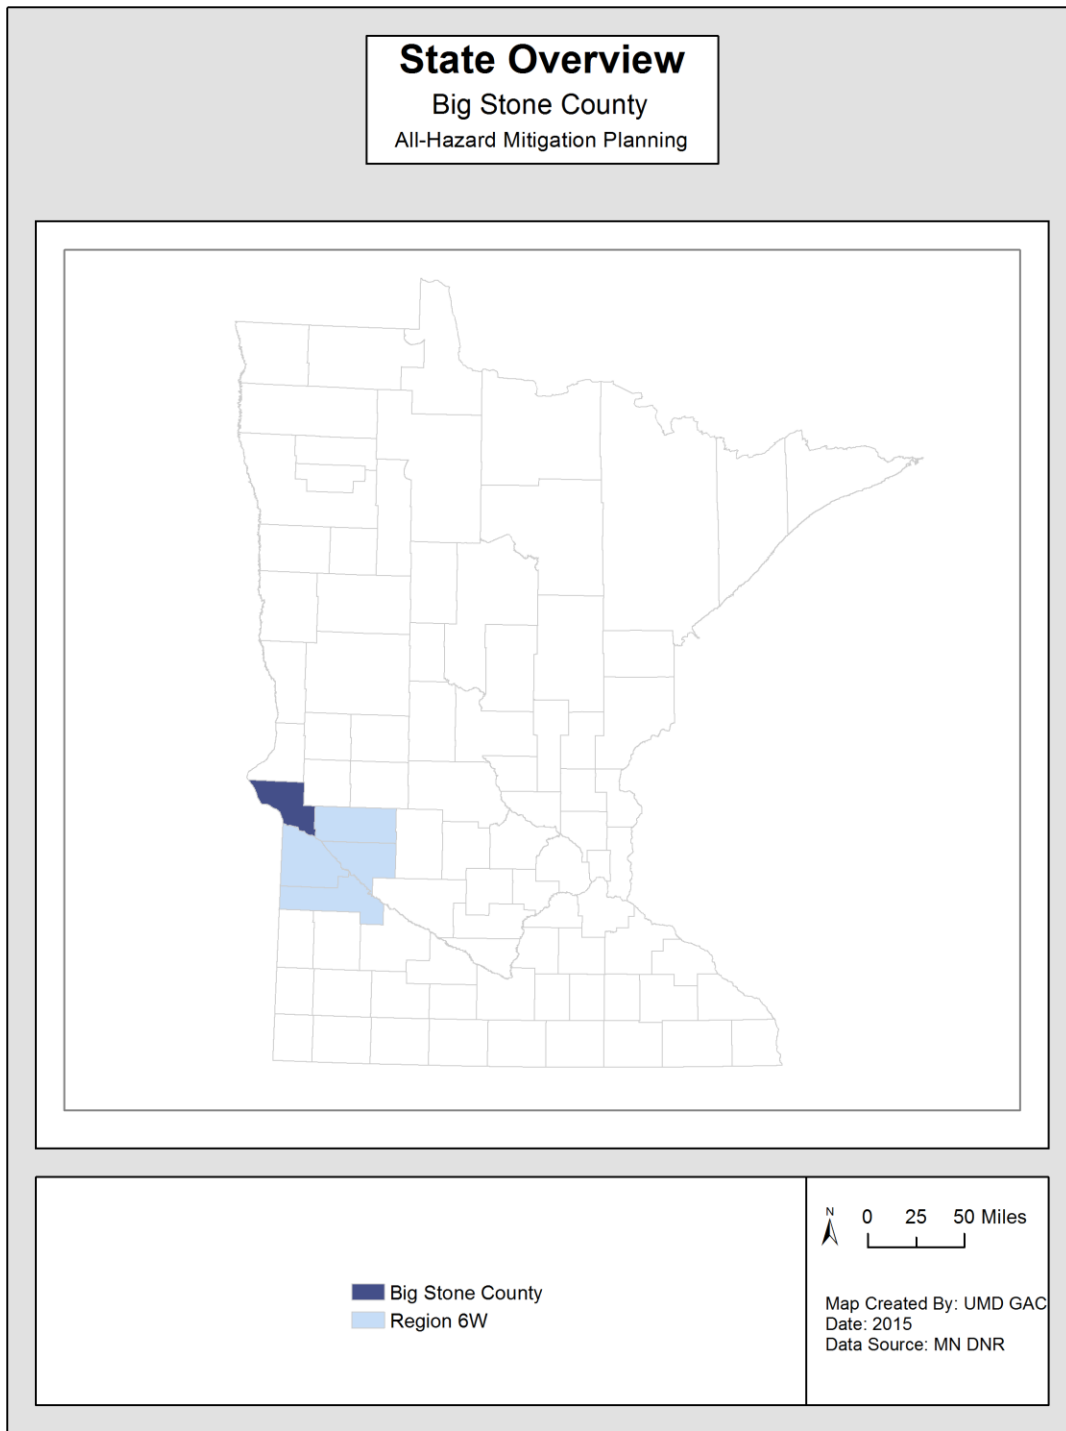 State Overview
Big Stone County
All-Hazard Mitigation Planning
N
0 25 50 Miles
Big Stone County
Region 6W
Map Created By: UMD GAC
Date: 2015
Data Source: MN DNR